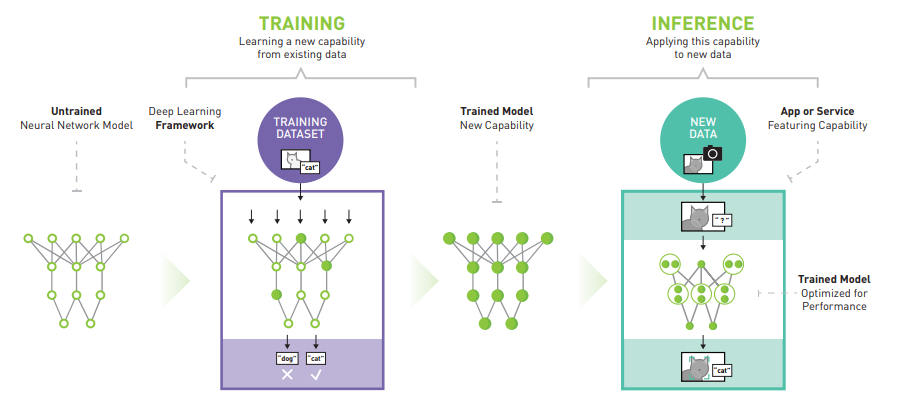 TRAINING
Learning a new capability
from existing data
INFERENCE
Applying this capability
to new data
Untrained
Neural Network Model
Deep Learning
Framework
TRAINING
DATASET
"cat"
Trained Model
New Capability
NEW
DATA
App or Service
Featuring Capability
"?"
Trained Model
Optimized for
Performance
"dog"
"cat"
"cat"